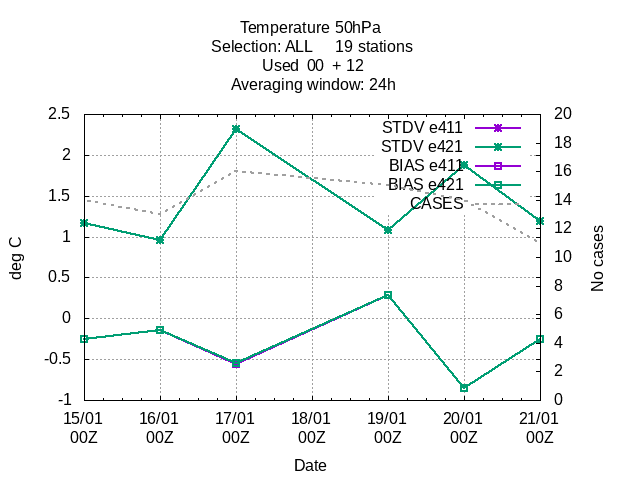 Temperature 50hPa
Selection: ALL     19 stations
Used  00  + 12
Averaging window: 24h
2.5
2
1.5
1
0.5
0
-0.5
-1
20
18
16
14
12
10
8
6
4
2
0
STDV e411
STDV e421
BIAS e411
BIAS e421
CASES
deg C
No cases
15/01 16/01 17/01 18/01 19/01 20/01 21/01
00Z 00Z 00Z 00Z 00Z 00Z 00Z
Date